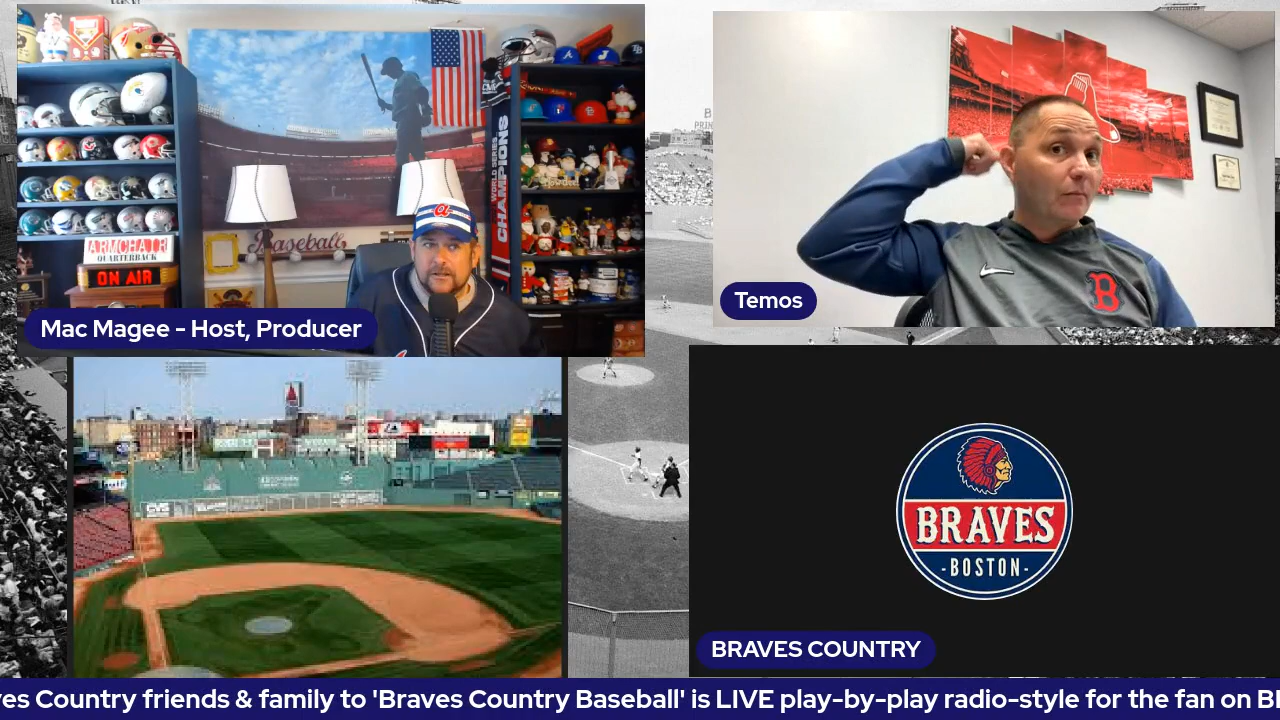 WORLD SERIES
CHAMPIONS
Baseball
ARMCHAIR
QUARTERBACK
ON AIR
Mac Magee - Host, Producer
B
Temos
BRAVES
- BOSTON -
BRAVES COUNTRY
es Country friends & family to 'Braves Country Baseball' is LIVE play-by-play radio-style for the fan on B